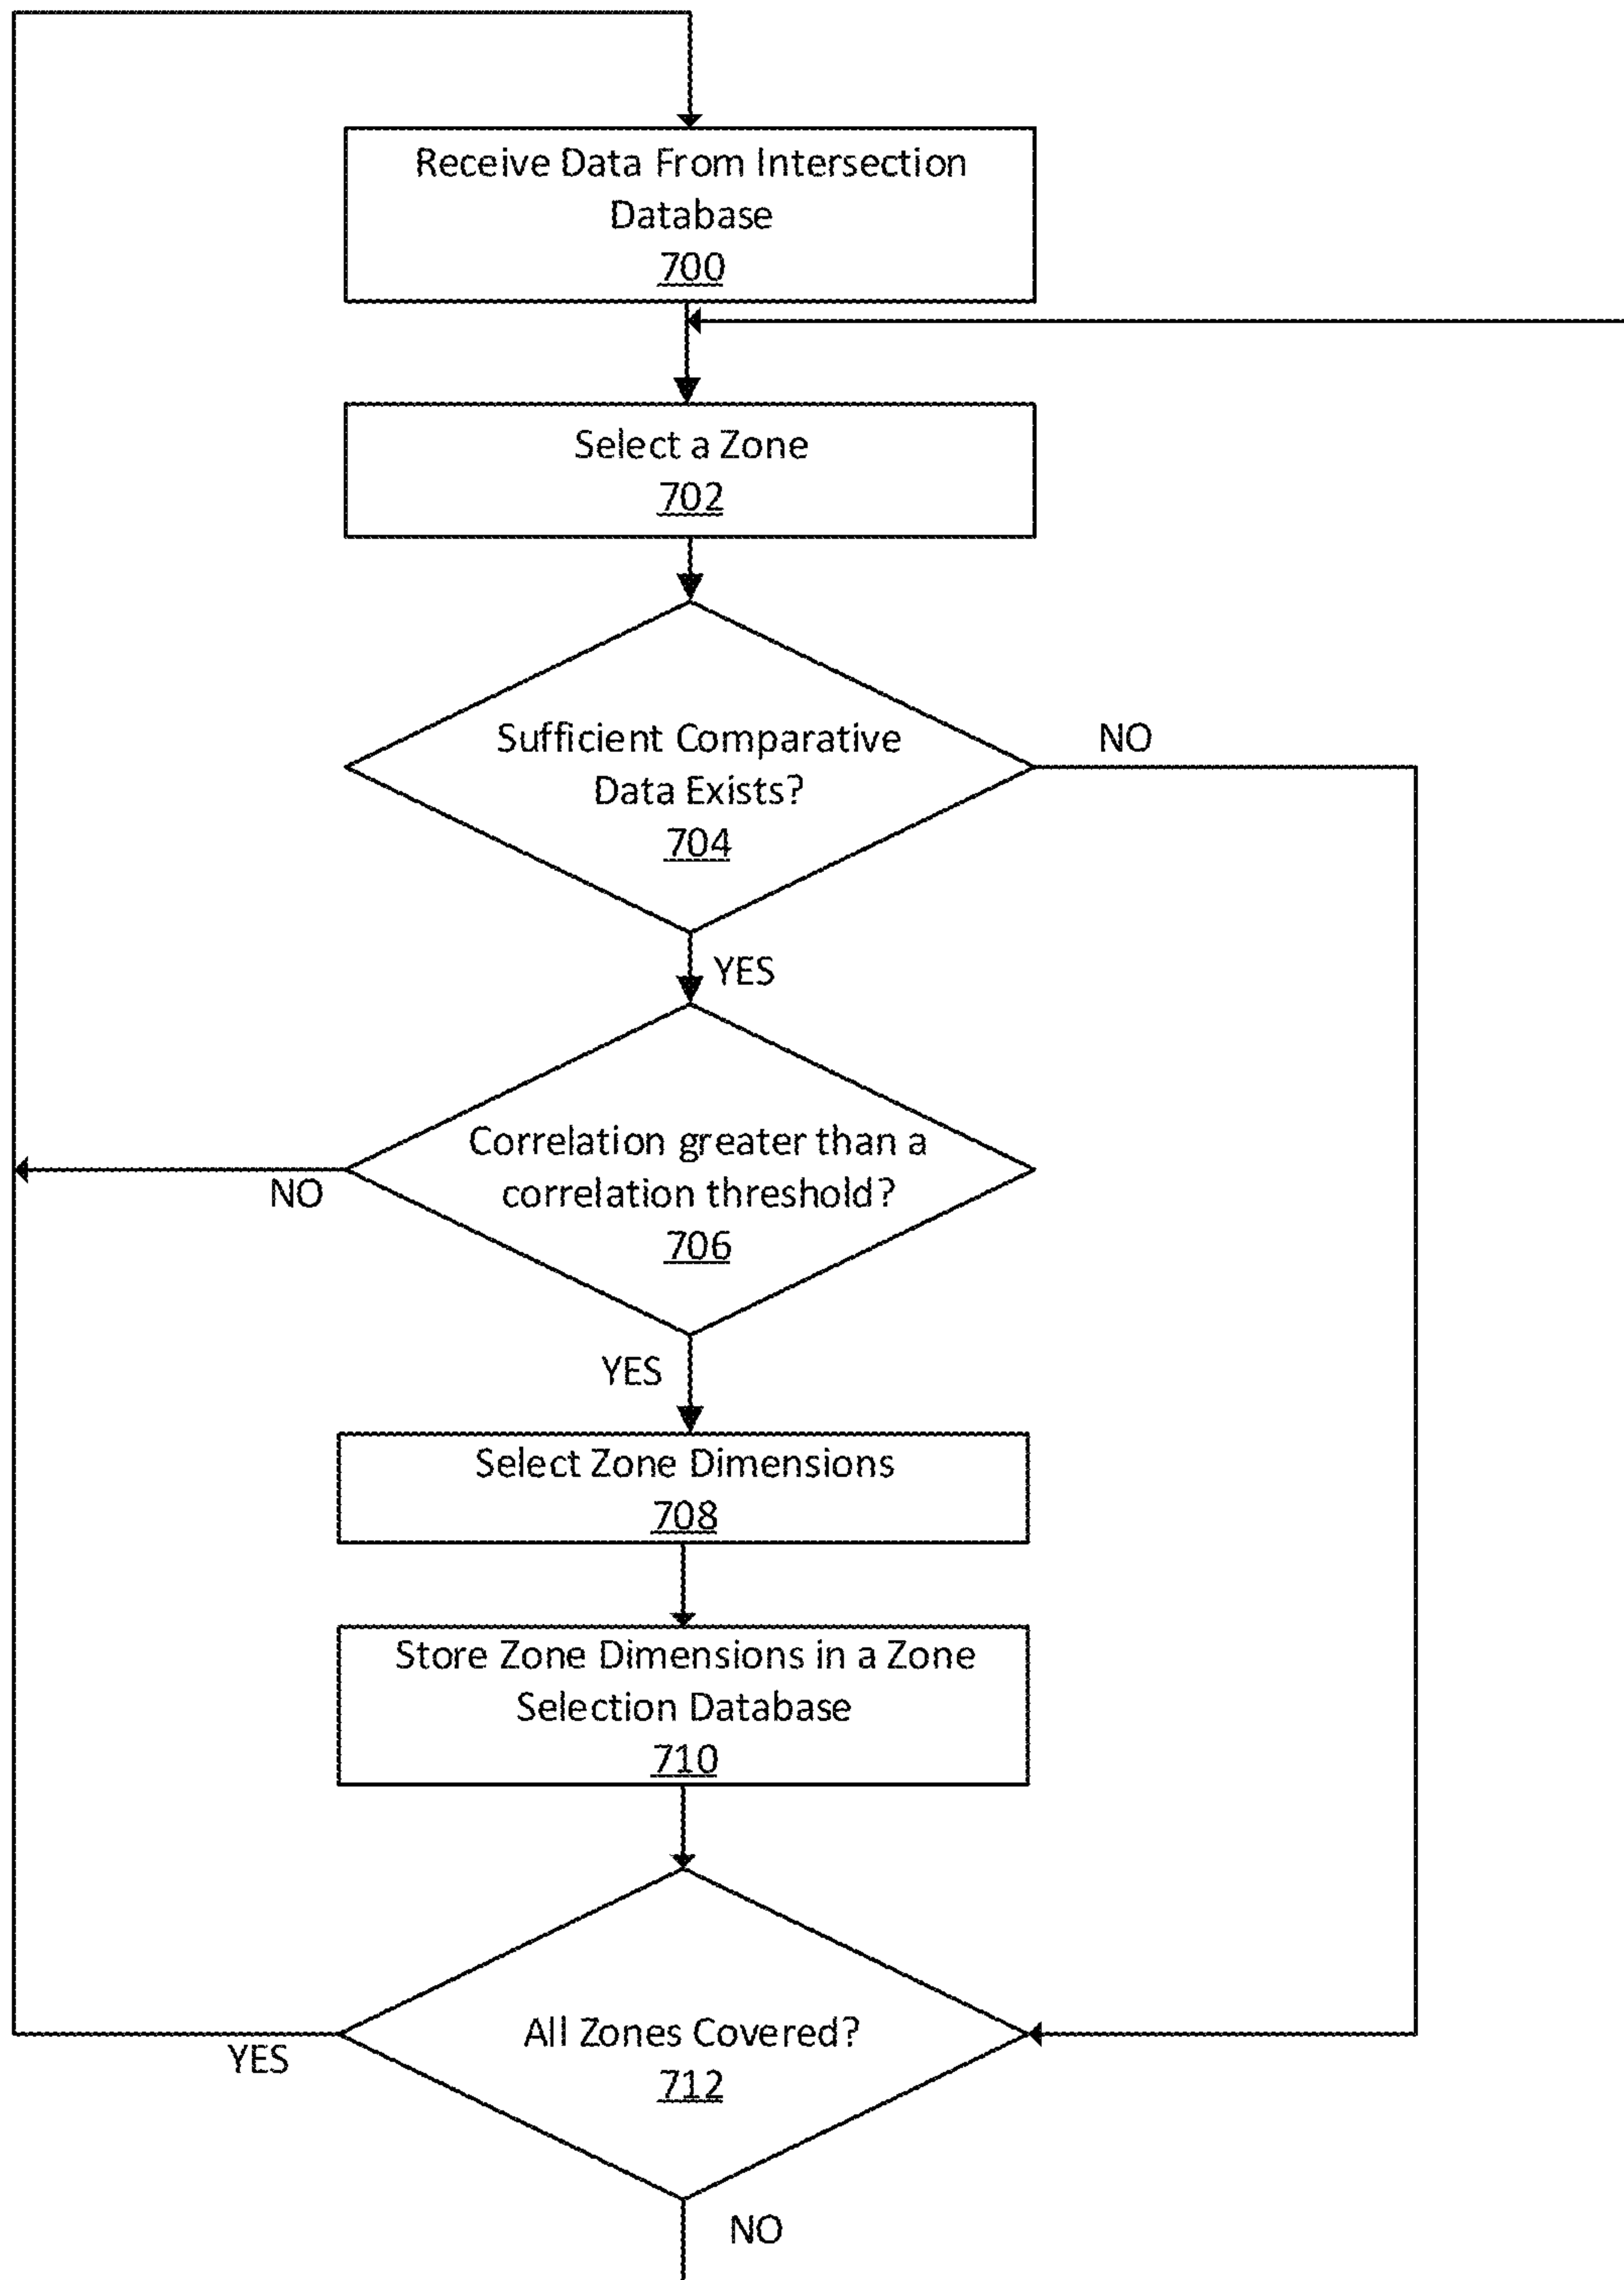 Receive Data From Intersection
Database
700
Select a Zone
702
Sufficient Comparative
Data Exists?
704
NO
YES
Correlation greater than a
correlation threshold?
706
NO
YES
Select Zone Dimensions
708
Store Zone Dimensions in a Zone
Selection Database
710
All Zones Covered?
712
YES
NO